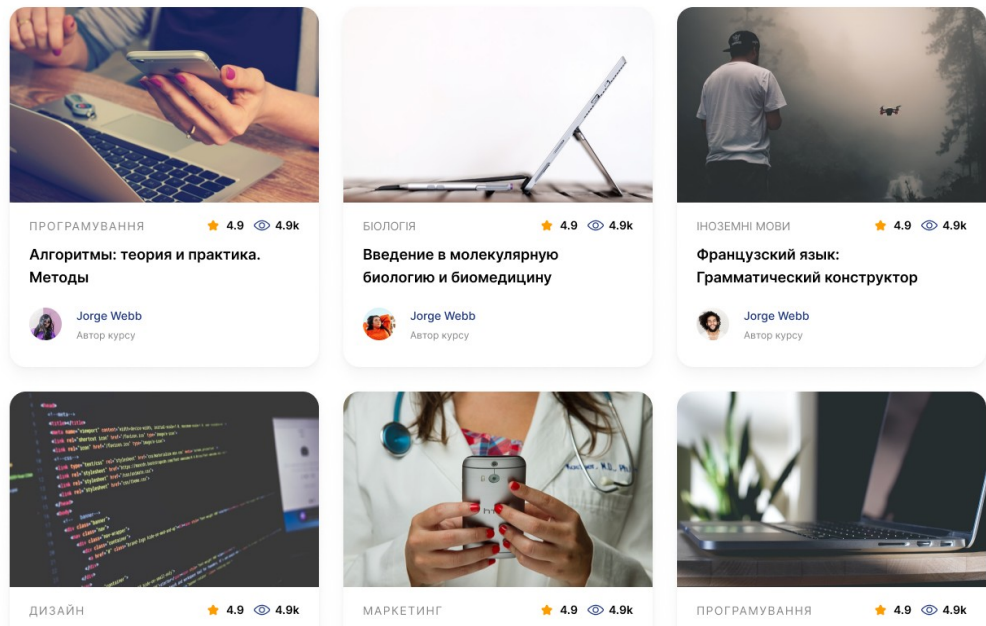 ПРОГРАМУВАННЯ 4.9 4.9k
Алгоритмы: теория и практика.
Методы
Jorge Webb
Автор курсу
БІОЛОГІЯ 4.9 4.9k
Введение в молекулярную
биологию и биомедицину
Jorge Webb
Автор курсу
ІНОЗЕМНІ МОВИ 4.9 4.9k
Французский язык:
Грамматический конструктор
Jorge Webb
Автор курсу
ДИЗАЙН 4.9 4.9k
hTC
МАРКЕТИНГ 4.9 4.9k
ПРОГРАМУВАННЯ 4.9 4.9k